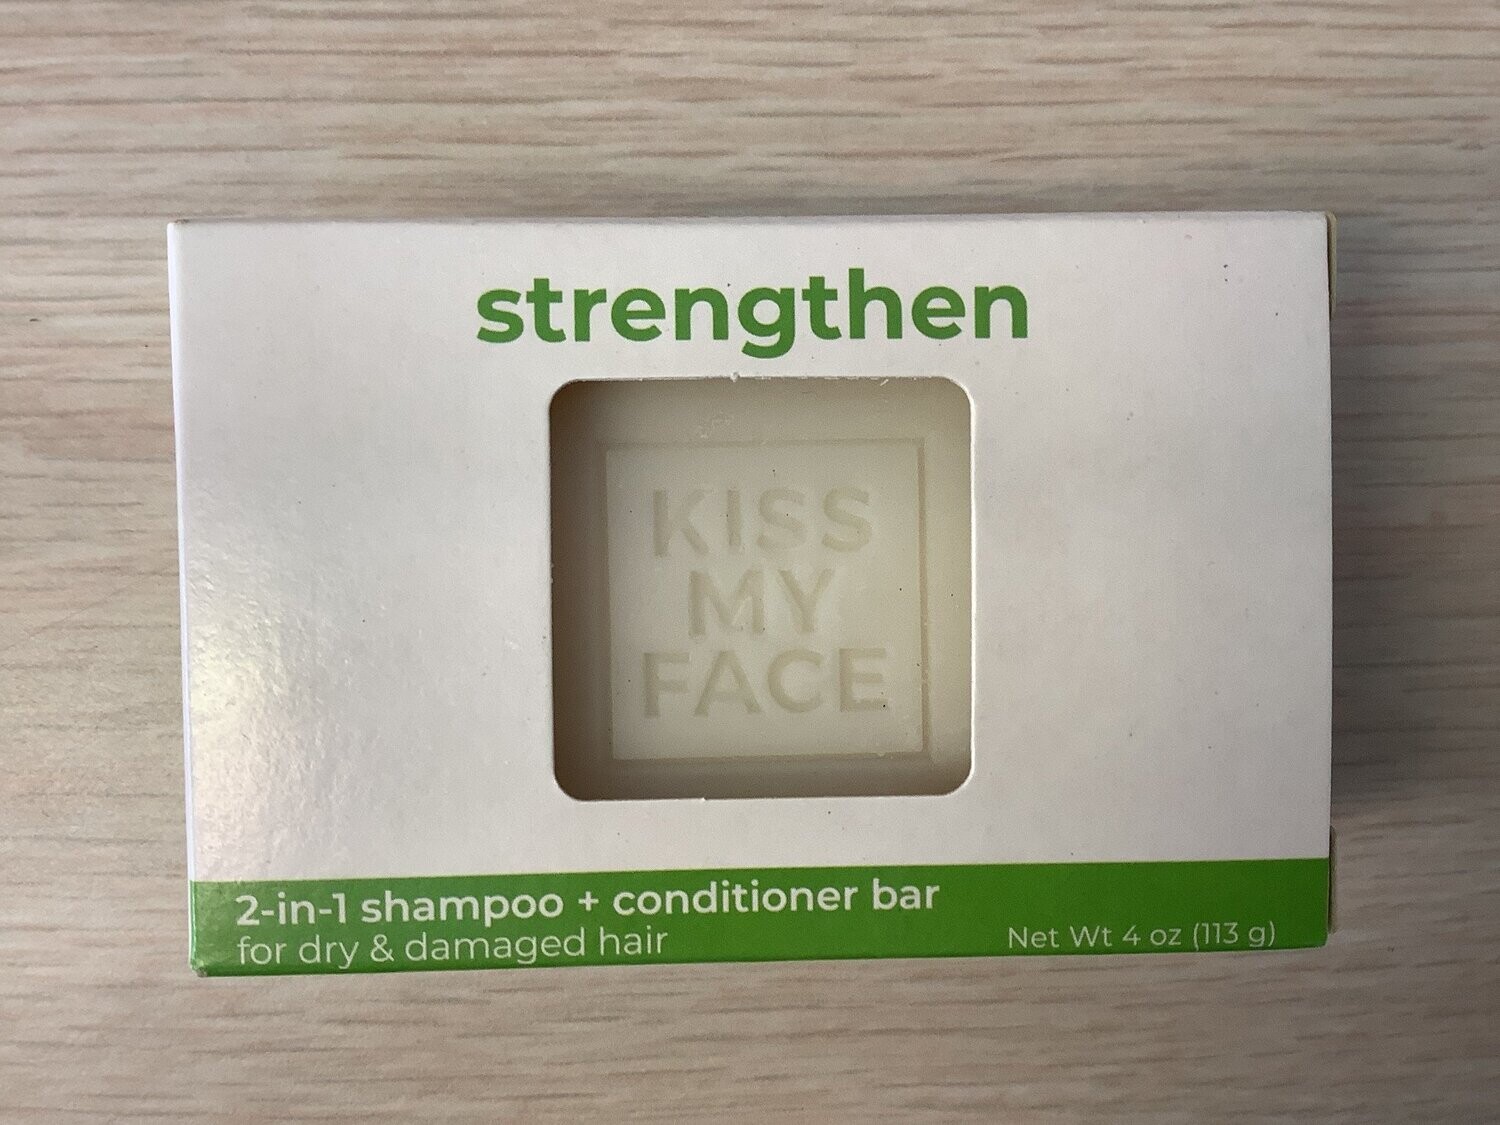 strengthen
KISS
MY
FACE
2-in-1 shampoo + conditioner bar
for dry & damaged hair
Net Wt 4 oz (113 g)